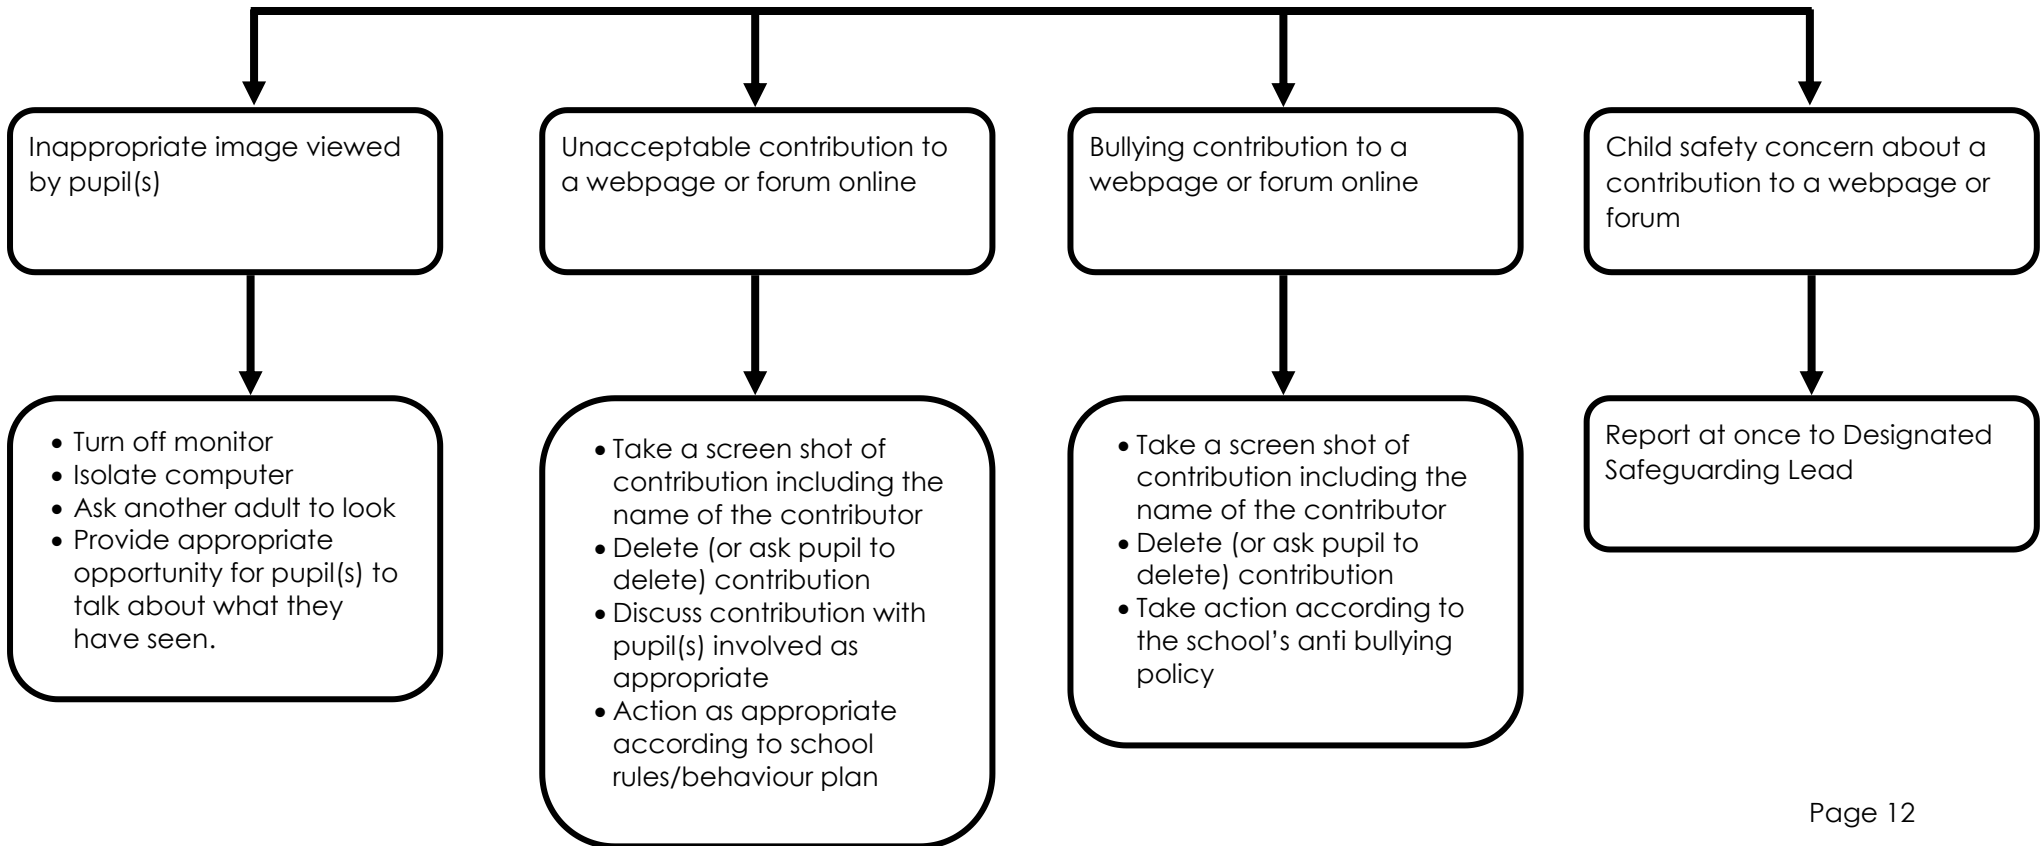 Inappropriate image viewed
by pupil(s)
Unacceptable contribution to
a webpage or forum online
Bullying contribution to a
webpage or forum online
Child safety concern about a
contribution to a webpage or
forum
• Turn off monitor
• Isolate computer
• Ask another adult to look
• Provide appropriate
opportunity for pupil(s) to
talk about what they
have seen.
• Take a screen shot of
contribution including the
name of the contributor
• Delete (or ask pupil to
delete) contribution
• Discuss contribution with
pupil(s) involved as
appropriate
• Action as appropriate
according to school
rules/behaviour plan
• Take a screen shot of
contribution including the
name of the contributor
• Delete (or ask pupil to
delete) contribution
• Take action according to
the school’s anti bullying
policy
Report at once to Designated
Safeguarding Lead
Page 12